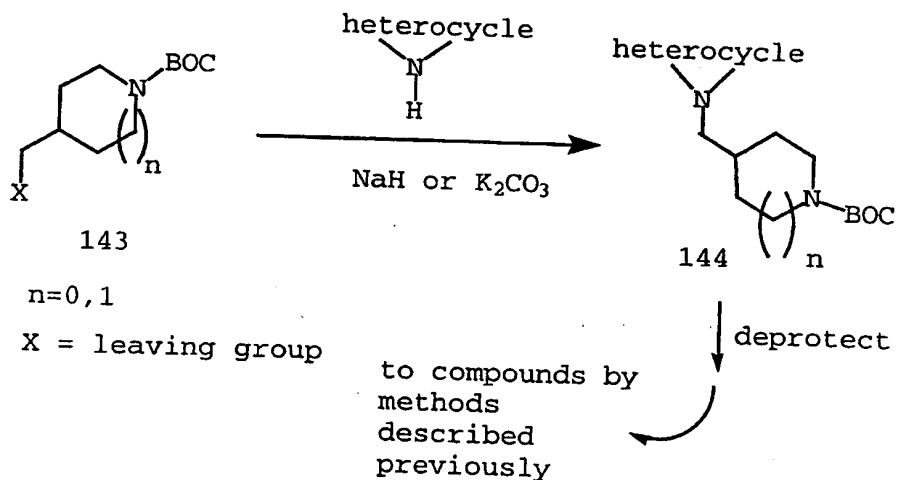 heterocycle
N
H
BOC
N
n
X
NaH or K₂CO₃
heterocycle
N
N
BOC
n
143
144
n=0,1
X = leaving group
deprotect
to compounds by
methods
described
previously